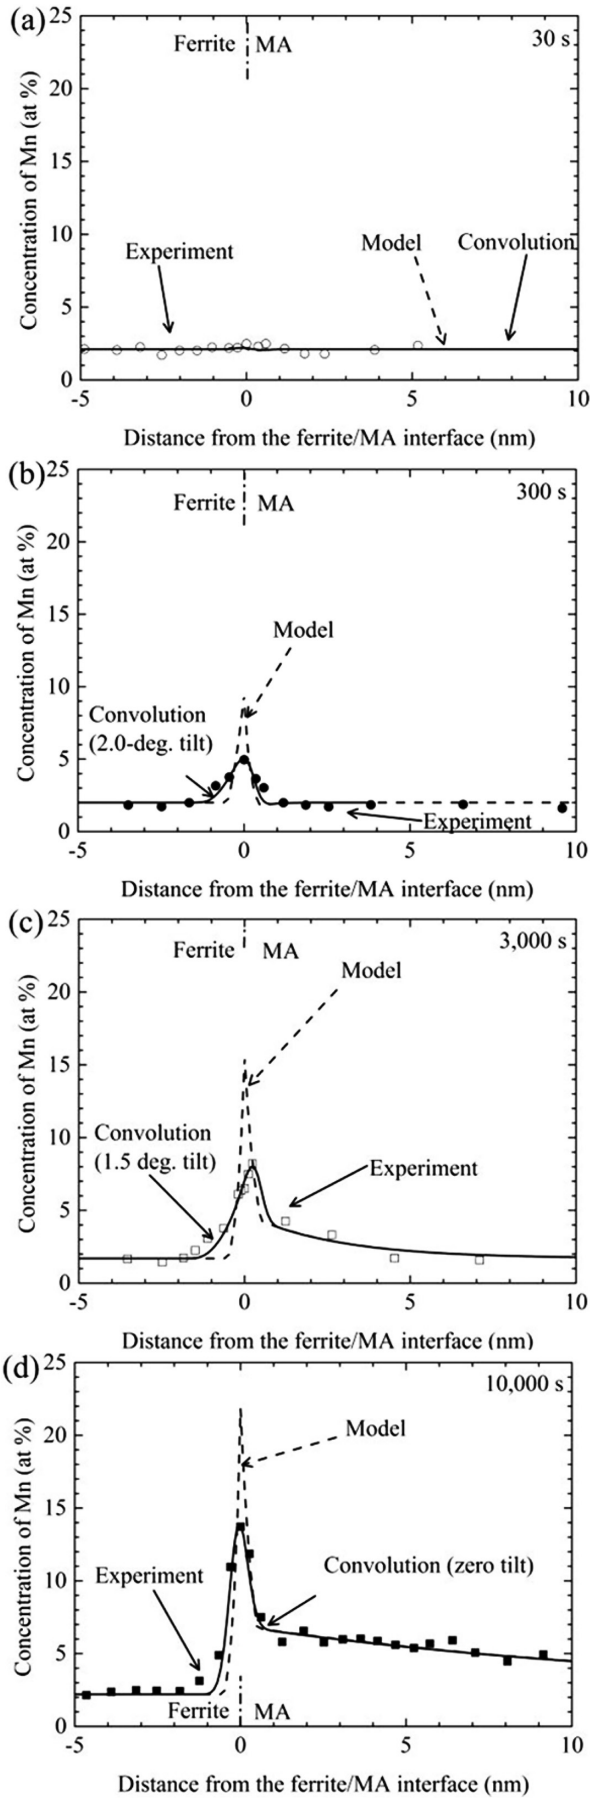 (a)
25
20
15
10
5
0
Concentration of Mn (at %)
Ferrite MA
30 s
Experiment
Model
Convolution
-5 0 5 10
Distance from the ferrite/MA interface (nm)
(b)
25
20
15
10
5
0
Concentration of Mn (at %)
Ferrite MA
300 s
Model
Convolution
(2.0-deg. tilt)
Experiment
-5 0 5 10
Distance from the ferrite/MA interface (nm)
(c)
25
20
15
10
5
0
Concentration of Mn (at %)
Ferrite MA
3,000 s
Model
Convolution
(1.5 deg. tilt)
Experiment
-5 0 5 10
Distance from the ferrite/MA interface (nm)
(d)
25
20
15
10
5
0
Concentration of Mn (at %)
10,000 s
Model
Experiment
Convolution (zero tilt)
Ferrite MA
-5 0 5 10
Distance from the ferrite/MA interface (nm)